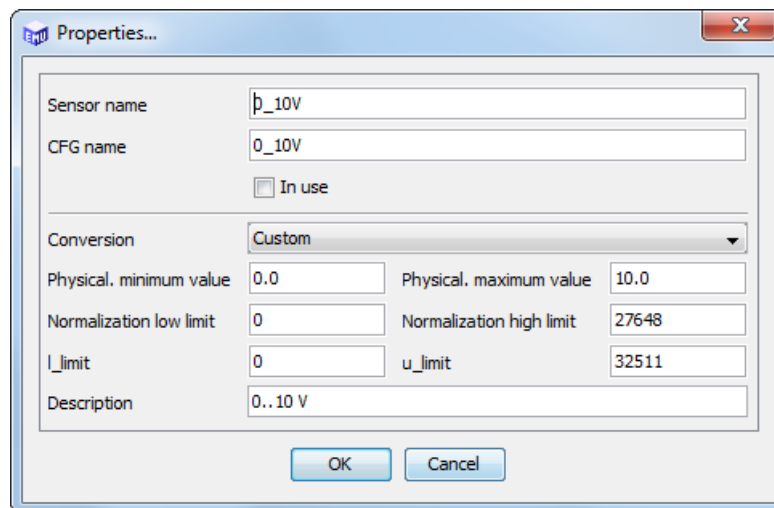 EMU Properties...
Sensor name 0_10V
CFG name 0_10V
In use
Conversion Custom
Physical. minimum value 0.0 Physical. maximum value 10.0
Normalization low limit 0 Normalization high limit 27648
l_limit 0 u_limit 32511
Description 0..10 V
OK Cancel